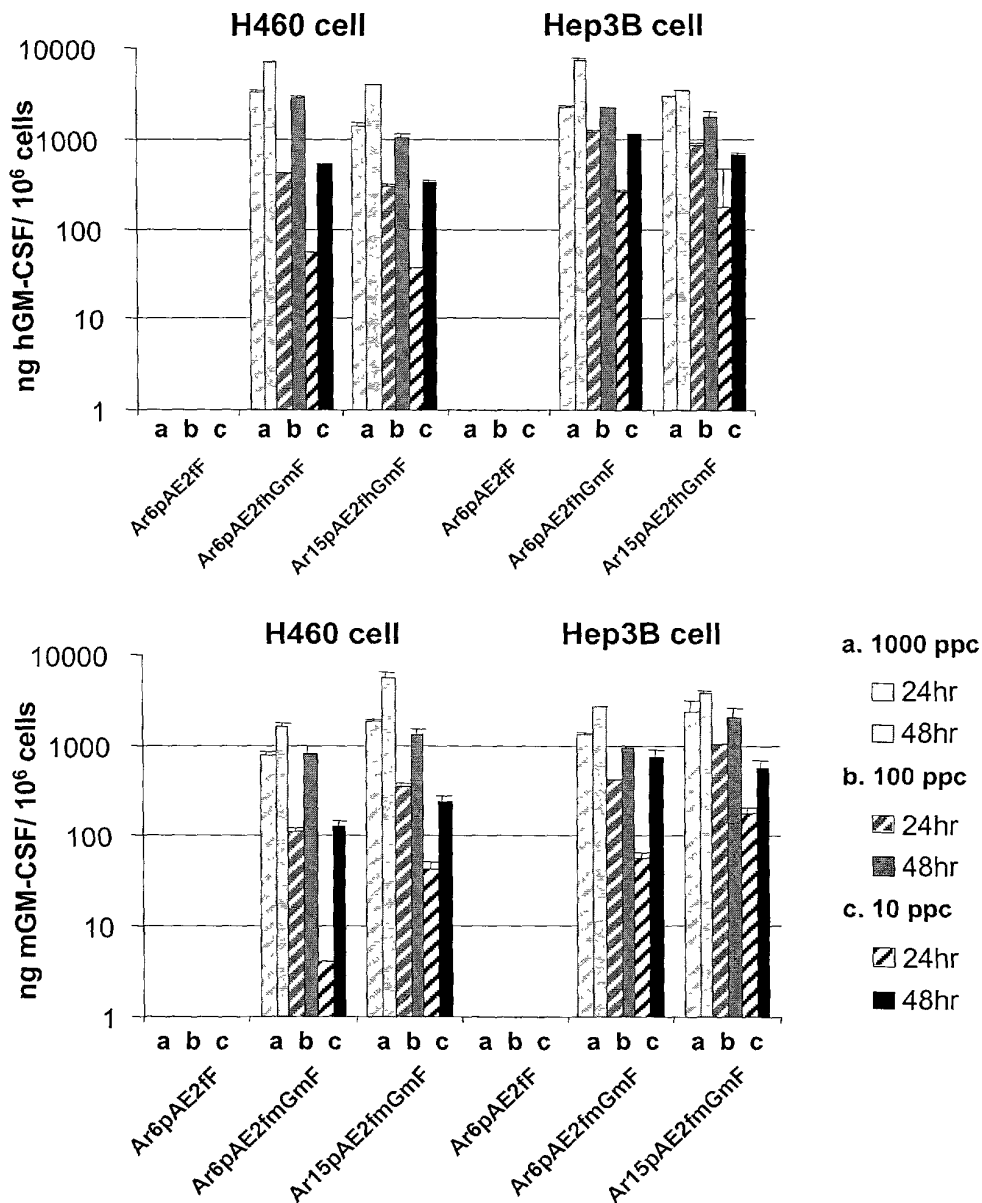 H460 cell Hep3B cell
10000
1000
100
10
1
ng hGM-CSF/ 10⁶ cells
a b c a b c a b c a b c a b c a b c
Ar6pAE2fF Ar6pAE2fhGmF Ar15pAE2fhGmF Ar6pAE2fF Ar6pAE2fhGmF Ar15pAE2fhGmF
H460 cell Hep3B cell
10000
1000
100
10
1
ng mGM-CSF/ 10⁶ cells
a b c a b c a b c a b c a b c a b c
Ar6pAE2fF Ar6pAE2fmGmF Ar15pAE2fmGmF Ar6pAE2fF Ar6pAE2fmGmF Ar15pAE2fmGmF
a. 1000 ppc
24hr
48hr
b. 100 ppc
24hr
48hr
c. 10 ppc
24hr
48hr